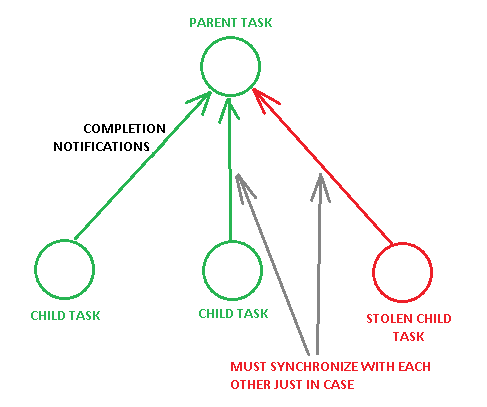 PARENT TASK
COMPLETION
NOTIFICATIONS
CHILD TASK
CHILD TASK
STOLEN CHILD
TASK
MUST SYNCHRONIZE WITH EACH
OTHER JUST IN CASE